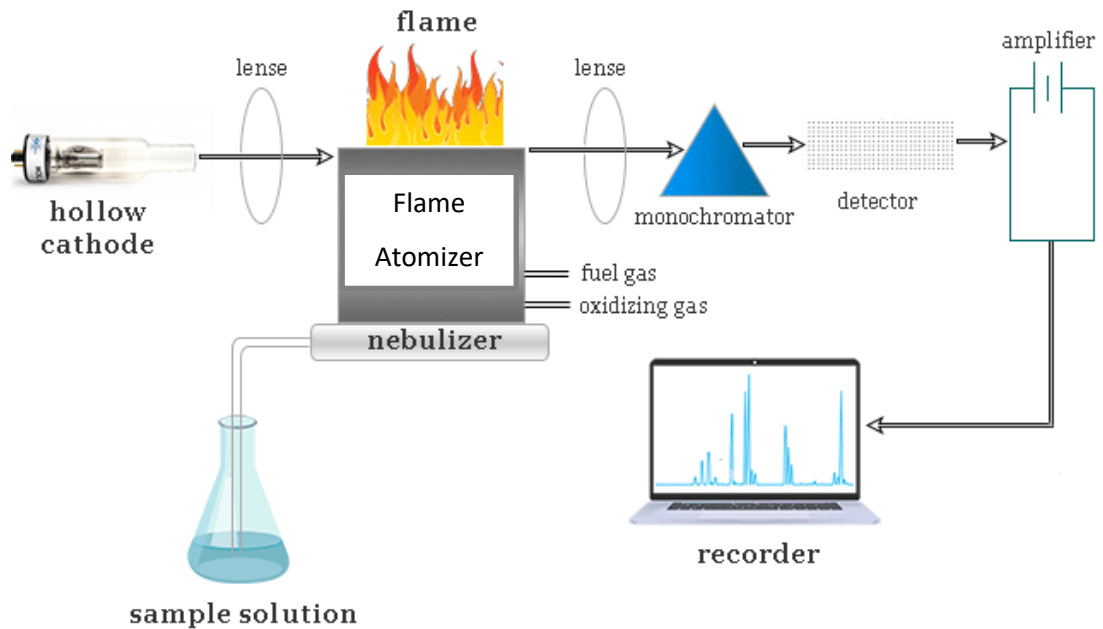 flame
amplifier
lense
lense
Flame
Atomizer
hollow
cathode
monochromator
detector
fuel gas
oxidizing gas
nebulizer
recorder
sample solution